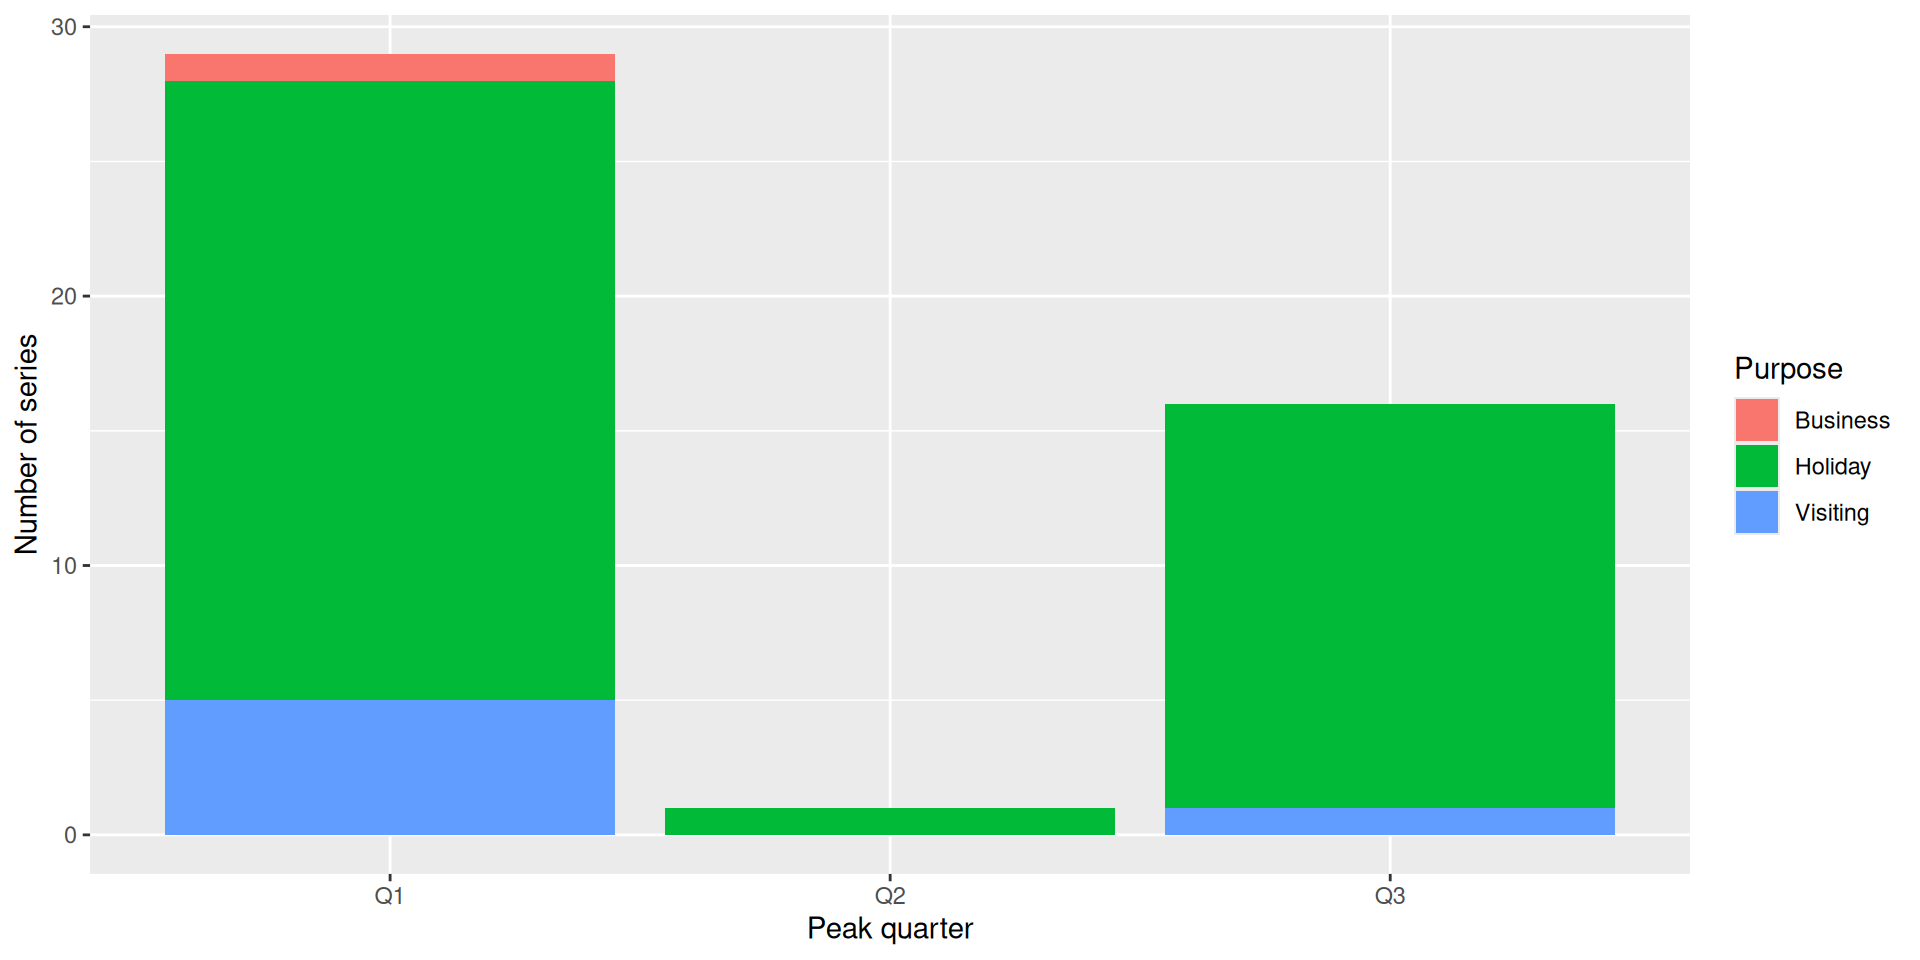 30
20
10
0
Number of series
Q1
Q2
Q3
Peak quarter
Purpose
Business
Holiday
Visiting